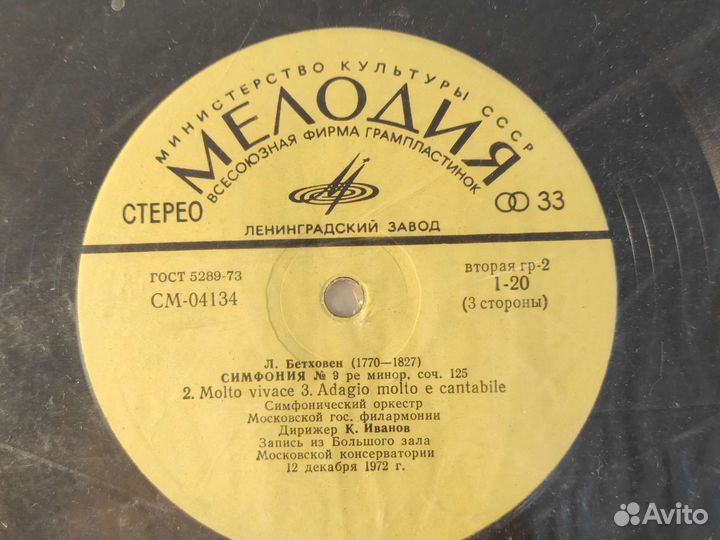 МИНИСТЕРСТВО КУЛЬТУРЫ СССР
МЕЛОДИЯ
ВСЕСОЮЗНАЯ ФИРМА ГРАМПЛАСТИНОК
СТЕРЕО
33
ЛЕНИНГРАДСКИЙ ЗАВОД
ГОСТ 5289-73
СМ-04134
вторая гр-2
1-20
(3 стороны)
Л. Бетховен (1770—1827)
СИМФОНИЯ № 9 ре минор, соч. 125
2. Molto vivace 3. Adagio molto e cantabile
Симфонический оркестр
Московской гос. филармонии
Дирижер К. Иванов
Запись из Большого зала
Московской консерватории
12 декабря 1972 г.
Avito